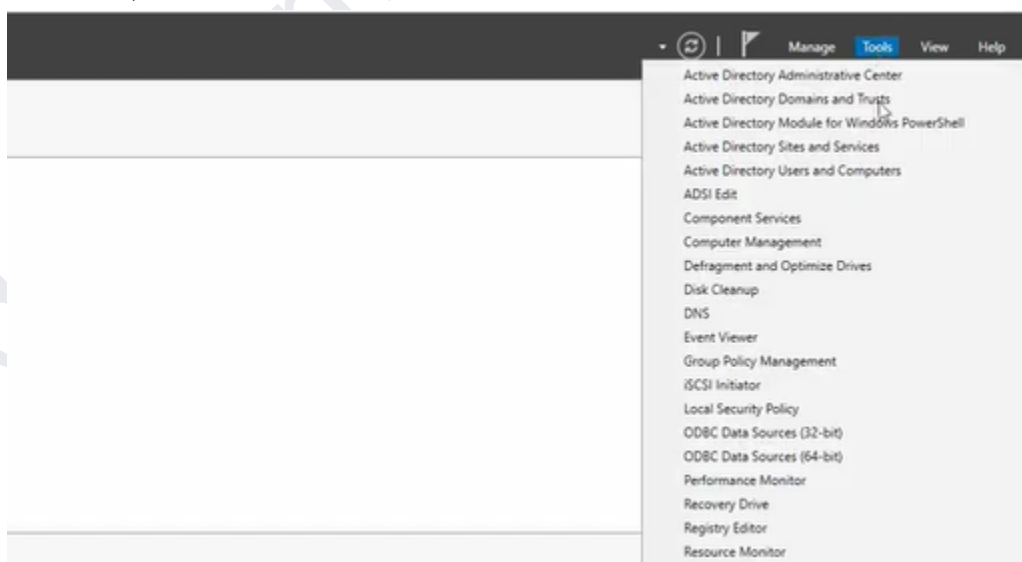 Manage Tools View Help
Active Directory Administrative Center
Active Directory Domains and Trusts
Active Directory Module for Windows PowerShell
Active Directory Sites and Services
Active Directory Users and Computers
ADSI Edit
Component Services
Computer Management
Defragment and Optimize Drives
Disk Cleanup
DNS
Event Viewer
Group Policy Management
iSCSI Initiator
Local Security Policy
ODBC Data Sources (32-bit)
ODBC Data Sources (64-bit)
Performance Monitor
Recovery Drive
Registry Editor
Resource Monitor